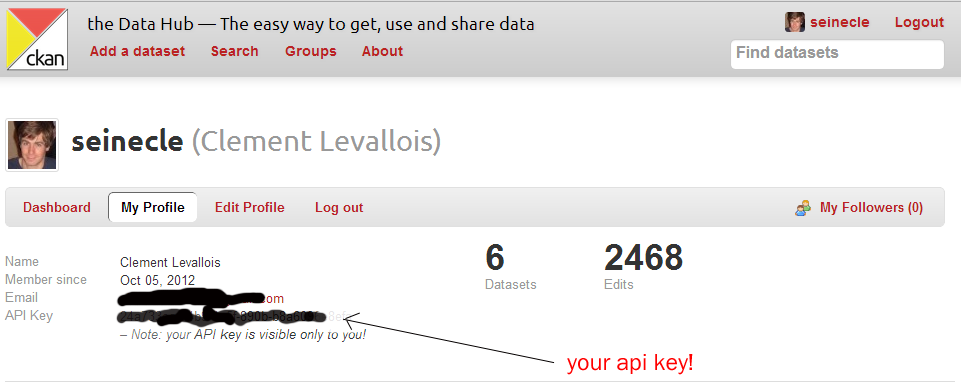 ckan
the Data Hub — The easy way to get, use and share data
seinecle Logout
Add a dataset Search Groups About
Find datasets
seinecle (Clement Levallois)
Dashboard My Profile Edit Profile Log out My Followers (0)
Name Clement Levallois
Member since Oct 05, 2012
Email .com
API Key
– Note: your API key is visible only to you!
6 2468
Datasets Edits
your api key!